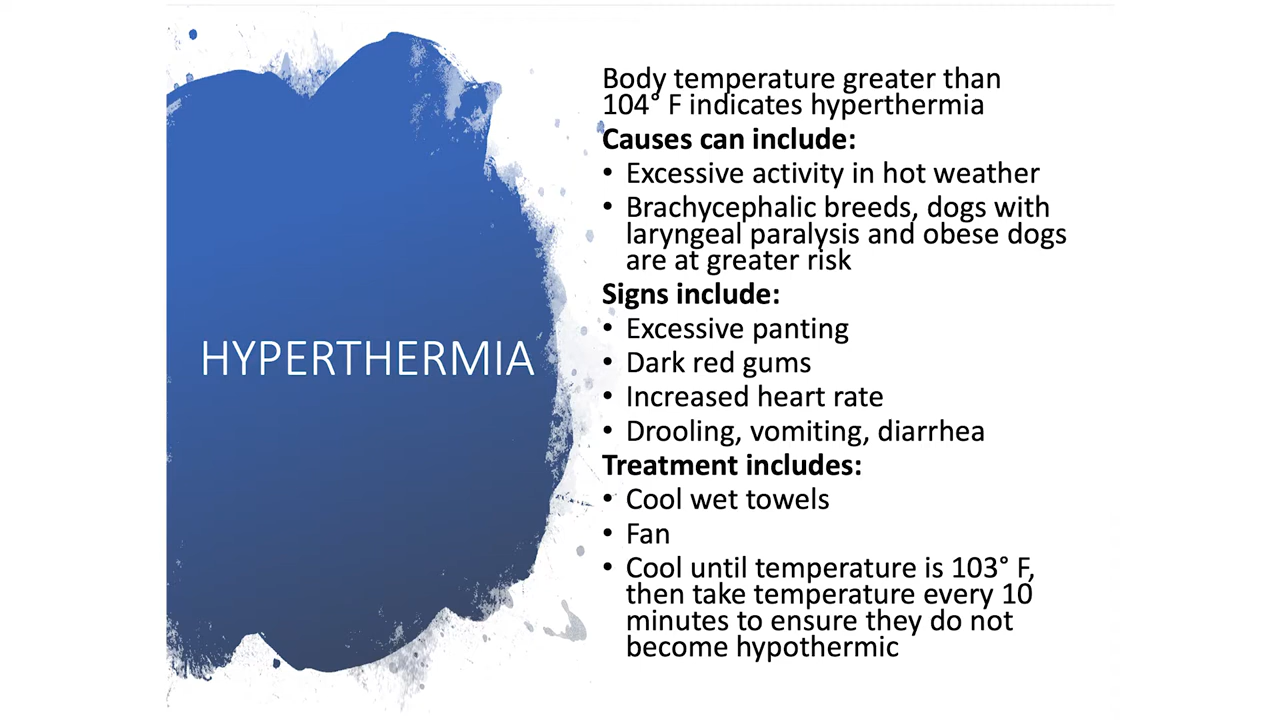 HYPERTHERMIA
Body temperature greater than
104° F indicates hyperthermia
Causes can include:
• Excessive activity in hot weather
• Brachycephalic breeds, dogs with
laryngeal paralysis and obese dogs
are at greater risk
Signs include:
• Excessive panting
• Dark red gums
• Increased heart rate
• Drooling, vomiting, diarrhea
Treatment includes:
• Cool wet towels
• Fan
• Cool until temperature is 103° F,
then take temperature every 10
minutes to ensure they do not
become hypothermic